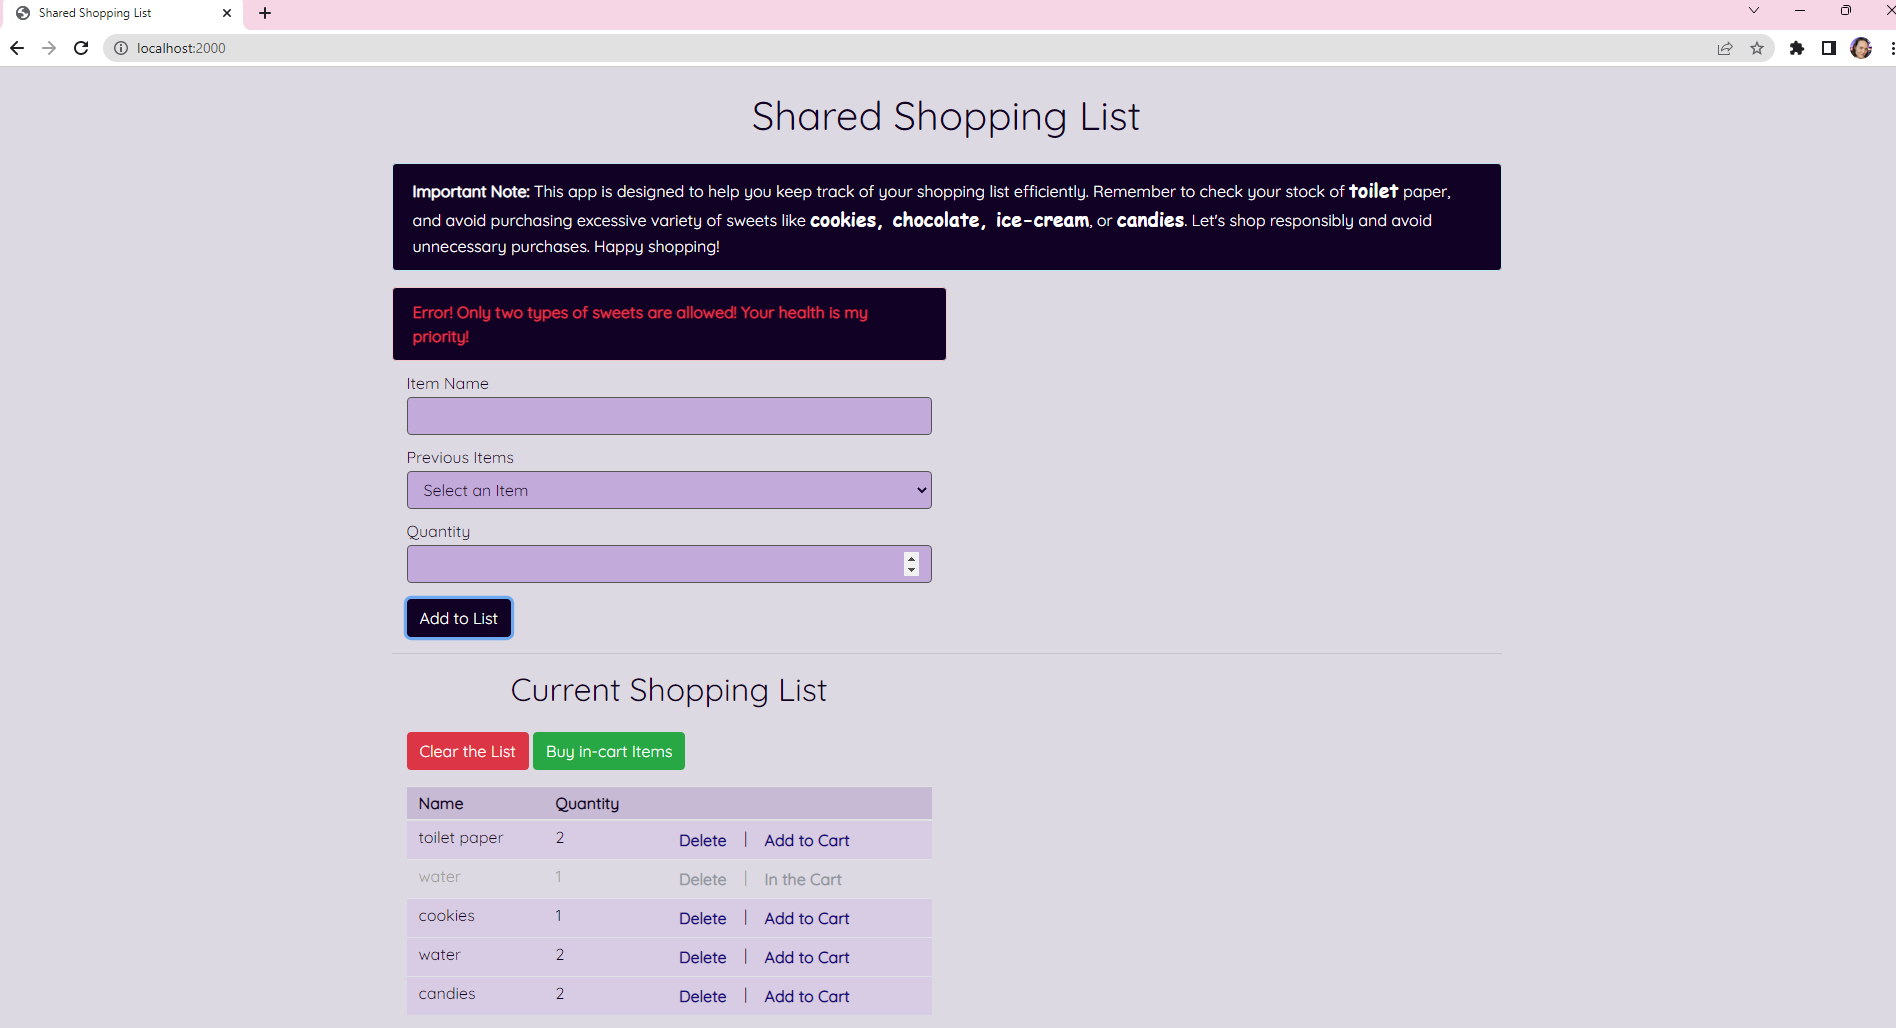 Shared Shopping List
localhost:2000
Shared Shopping List
Important Note: This app is designed to help you keep track of your shopping list efficiently. Remember to check your stock of toilet paper,
and avoid purchasing excessive variety of sweets like cookies, chocolate, ice-cream, or candies. Let's shop responsibly and avoid
unnecessary purchases. Happy shopping!
Error! Only two types of sweets are allowed! Your health is my
priority!
Item Name
Previous Items
Select an Item
Quantity
Add to List
Current Shopping List
Clear the List Buy in-cart Items
Name Quantity
toilet paper 2 Delete | Add to Cart
water 1 Delete | In the Cart
cookies 1 Delete | Add to Cart
water 2 Delete | Add to Cart
candies 2 Delete | Add to Cart